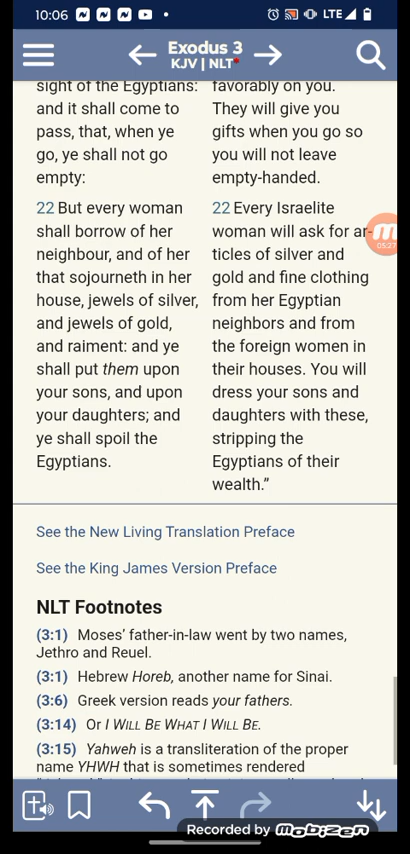 10:06 LTE
Exodus 3
KJV | NLT
sight of the Egyptians:
and it shall come to
pass, that, when ye
go, ye shall not go
empty:
22 But every woman
shall borrow of her
neighbour, and of her
that sojourneth in her
house, jewels of silver,
and jewels of gold,
and raiment: and ye
shall put them upon
your sons, and upon
your daughters; and
ye shall spoil the
Egyptians.
favorably on you.
They will give you
gifts when you go so
you will not leave
empty-handed.
22 Every Israelite
woman will ask for ar-
ticles of silver and
gold and fine clothing
from her Egyptian
neighbors and from
the foreign women in
their houses. You will
dress your sons and
daughters with these,
stripping the
Egyptians of their
wealth.”
05:27
See the New Living Translation Preface
See the King James Version Preface
NLT Footnotes
(3:1) Moses’ father-in-law went by two names,
Jethro and Reuel.
(3:1) Hebrew Horeb, another name for Sinai.
(3:6) Greek version reads your fathers.
(3:14) Or I WILL BE WHAT I WILL BE.
(3:15) Yahweh is a transliteration of the proper
name YHWH that is sometimes rendered
Recorded by mobizen